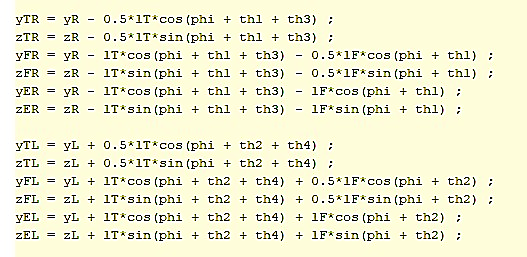 yTR = yR - 0.5*lT*cos(phi + th1 + th3) ;
zTR = zR - 0.5*lT*sin(phi + th1 + th3) ;
yFR = yR - lT*cos(phi + th1 + th3) - 0.5*lF*cos(phi + th1) ;
zFR = zR - lT*sin(phi + th1 + th3) - 0.5*lF*sin(phi + th1) ;
yER = yR - lT*cos(phi + th1 + th3) - lF*cos(phi + th1) ;
zER = zR - lT*sin(phi + th1 + th3) - lF*sin(phi + th1) ;
yTL = yL + 0.5*lT*cos(phi + th2 + th4) ;
zTL = zL + 0.5*lT*sin(phi + th2 + th4) ;
yFL = yL + lT*cos(phi + th2 + th4) + 0.5*lF*cos(phi + th2) ;
zFL = zL + lT*sin(phi + th2 + th4) + 0.5*lF*sin(phi + th2) ;
yEL = yL + lT*cos(phi + th2 + th4) + lF*cos(phi + th2) ;
zEL = zL + lT*sin(phi + th2 + th4) + lF*sin(phi + th2) ;